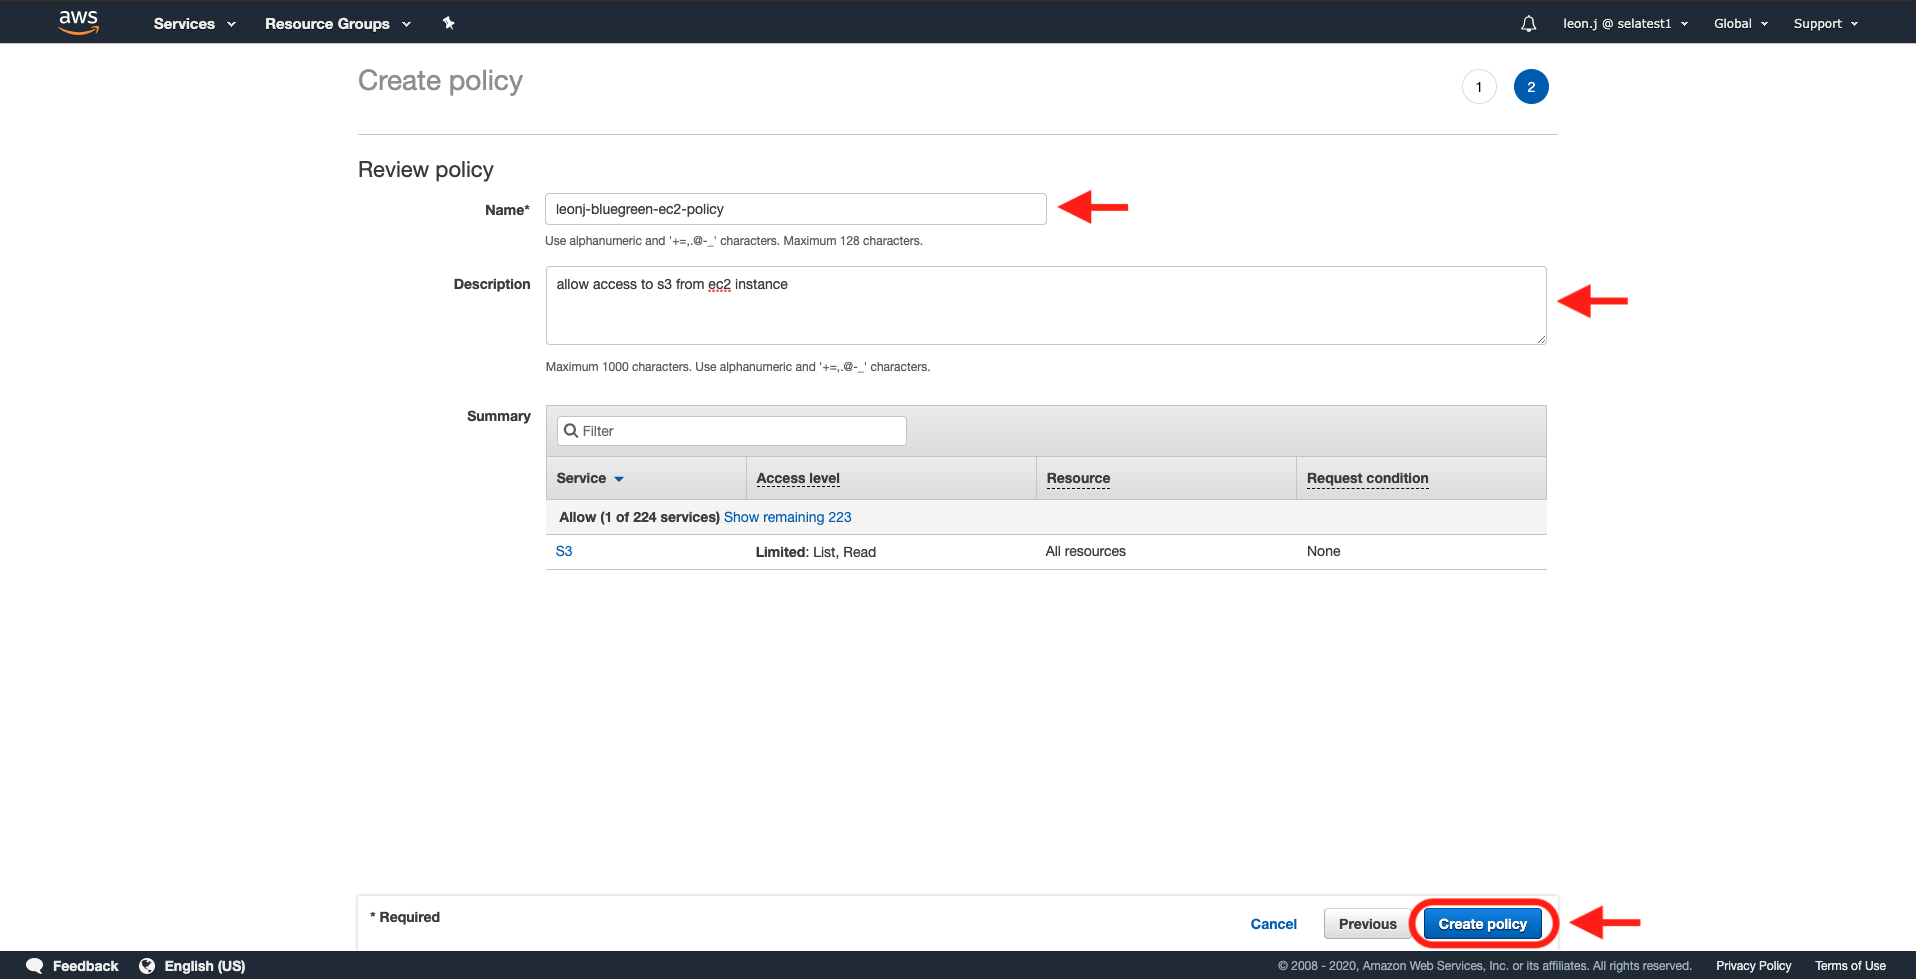 aws Services Resource Groups leon.j @ selatest1 Global Support
Create policy 1 2
Review policy
Name* leonj-bluegreen-ec2-policy
Use alphanumeric and '+=,.@-_' characters. Maximum 128 characters.
Description allow access to s3 from ec2 instance
Maximum 1000 characters. Use alphanumeric and '+=,.@-_' characters.
Summary Filter
Service Access level Resource Request condition
Allow (1 of 224 services) Show remaining 223
S3 Limited: List, Read All resources None
* Required Cancel Previous Create policy
Feedback English (US) © 2008 - 2020, Amazon Web Services, Inc. or its affiliates. All rights reserved. Privacy Policy Terms of Use